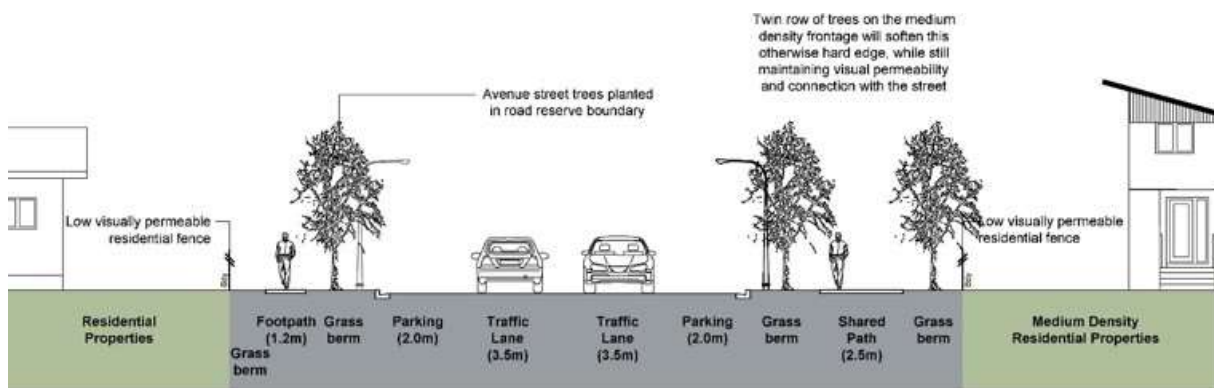 Twin row of trees on the medium
density frontage will soften this
otherwise hard edge, while still
maintaining visual permeability
and connection with the street
Avenue street trees planted
in road reserve boundary
Low visually permeable
residential fence
Low visually permeable
residential fence
Residential
Properties
Footpath
(1.2m)
Grass
berm
Grass
berm
Parking
(2.0m)
Traffic
Lane
(3.5m)
Traffic
Lane
(3.5m)
Parking
(2.0m)
Grass
berm
Shared
Path
(2.5m)
Grass
berm
Medium Density
Residential Properties